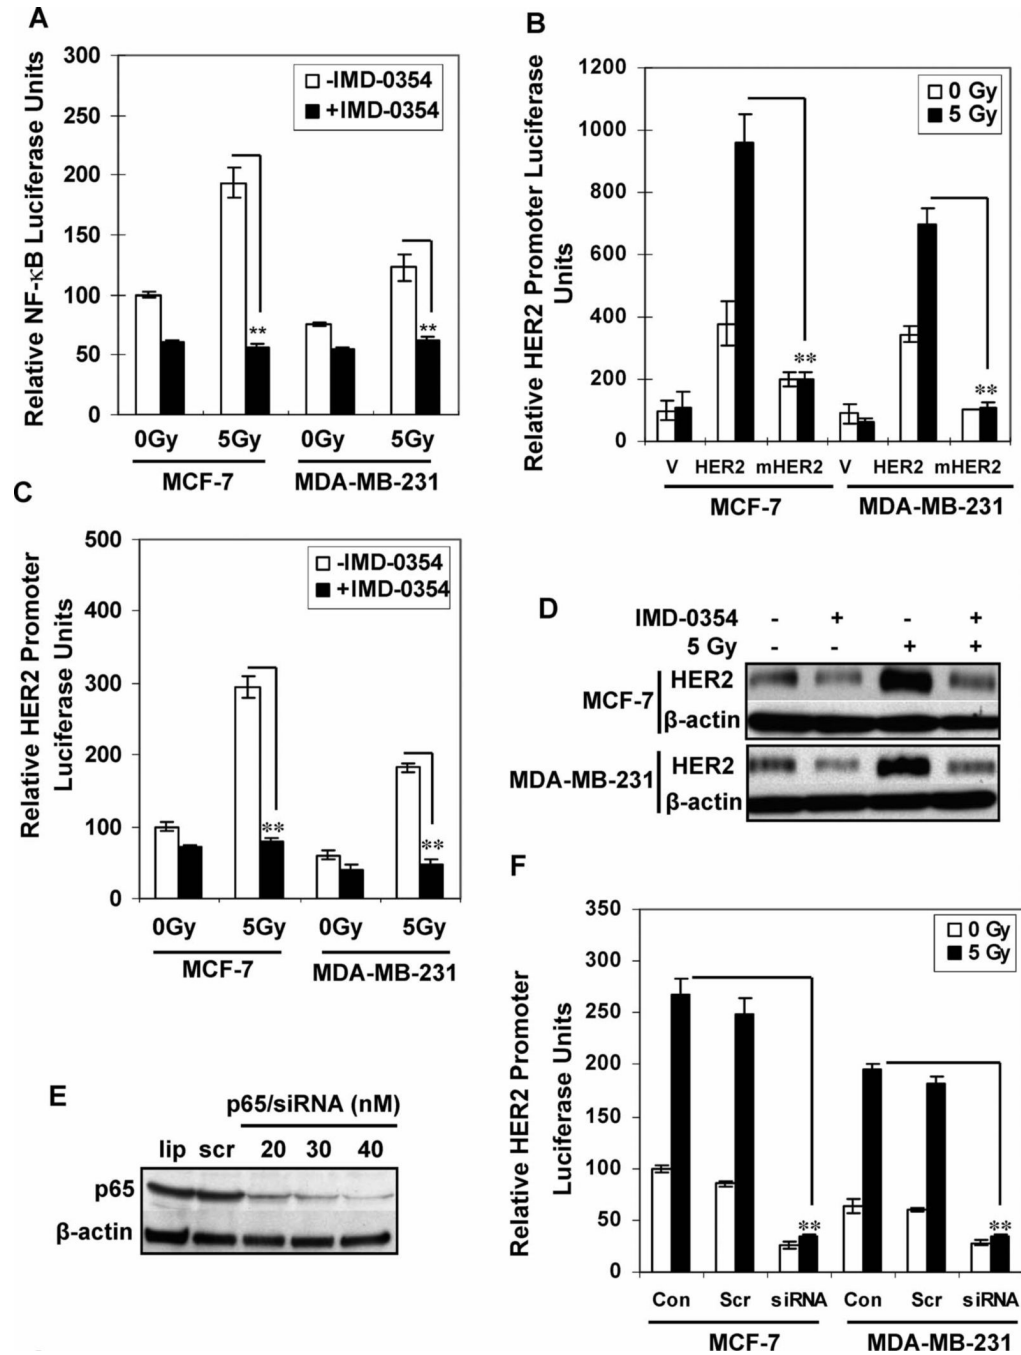 A
Relative NF-κB Luciferase Units
300
250
200
150
100
50
0
-IMD-0354
+IMD-0354
**
**
0Gy 5Gy 0Gy 5Gy
MCF-7 MDA-MB-231
B
Relative HER2 Promoter Luciferase
Units
1200
1000
800
600
400
200
0
0 Gy
5 Gy
**
**
V HER2 mHER2 V HER2 mHER2
MCF-7 MDA-MB-231
C
Relative HER2 Promoter
Luciferase Units
500
400
300
200
100
0
-IMD-0354
+IMD-0354
**
**
0Gy 5Gy 0Gy 5Gy
MCF-7 MDA-MB-231
D
IMD-0354 - + - +
5 Gy - - + +
MCF-7
HER2
β-actin
MDA-MB-231
HER2
β-actin
E
p65/siRNA (nM)
lip scr 20 30 40
p65
β-actin
F
Relative HER2 Promoter
Luciferase Units
350
300
250
200
150
100
50
0
0 Gy
5 Gy
**
**
Con Scr siRNA Con Scr siRNA
MCF-7 MDA-MB-231